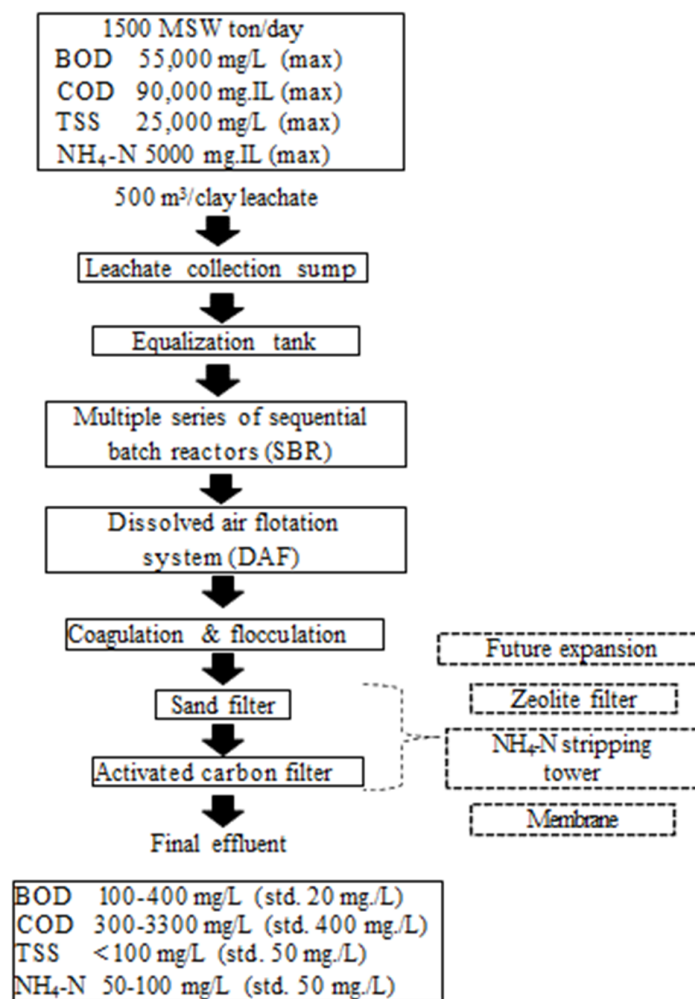 1500 MSW ton/day
BOD 55,000 mg/L (max)
COD 90,000 mg.IL (max)
TSS 25,000 mg/L (max)
NH₄-N 5000 mg.IL (max)
500 m³/clay leachate
Leachate collection sump
Equalization tank
Multiple series of sequential
batch reactors (SBR)
Dissolved air flotation
system (DAF)
Coagulation & flocculation
Sand filter
Activated carbon filter
Future expansion
Zeolite filter
NH₄-N stripping
tower
Membrane
Final effluent
BOD 100-400 mg/L (std. 20 mg./L)
COD 300-3300 mg/L (std. 400 mg./L)
TSS <100 mg/L (std. 50 mg./L)
NH₄-N 50-100 mg/L (std. 50 mg./L)